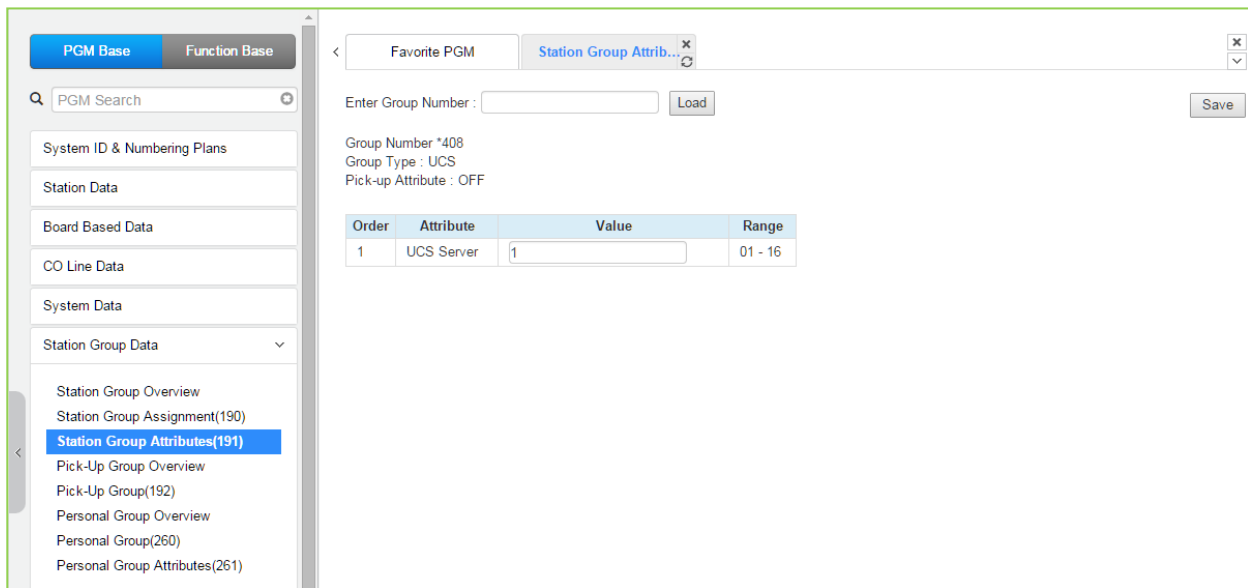 PGM Base Function Base
PGM Search
System ID & Numbering Plans
Station Data
Board Based Data
CO Line Data
System Data
Station Group Data
Station Group Overview
Station Group Assignment(190)
Station Group Attributes(191)
Pick-Up Group Overview
Pick-Up Group(192)
Personal Group Overview
Personal Group(260)
Personal Group Attributes(261)
Favorite PGM Station Group Attrib...
Enter Group Number : Load Save
Group Number *408
Group Type : UCS
Pick-up Attribute : OFF
Order Attribute Value Range
1 UCS Server 1 01 - 16